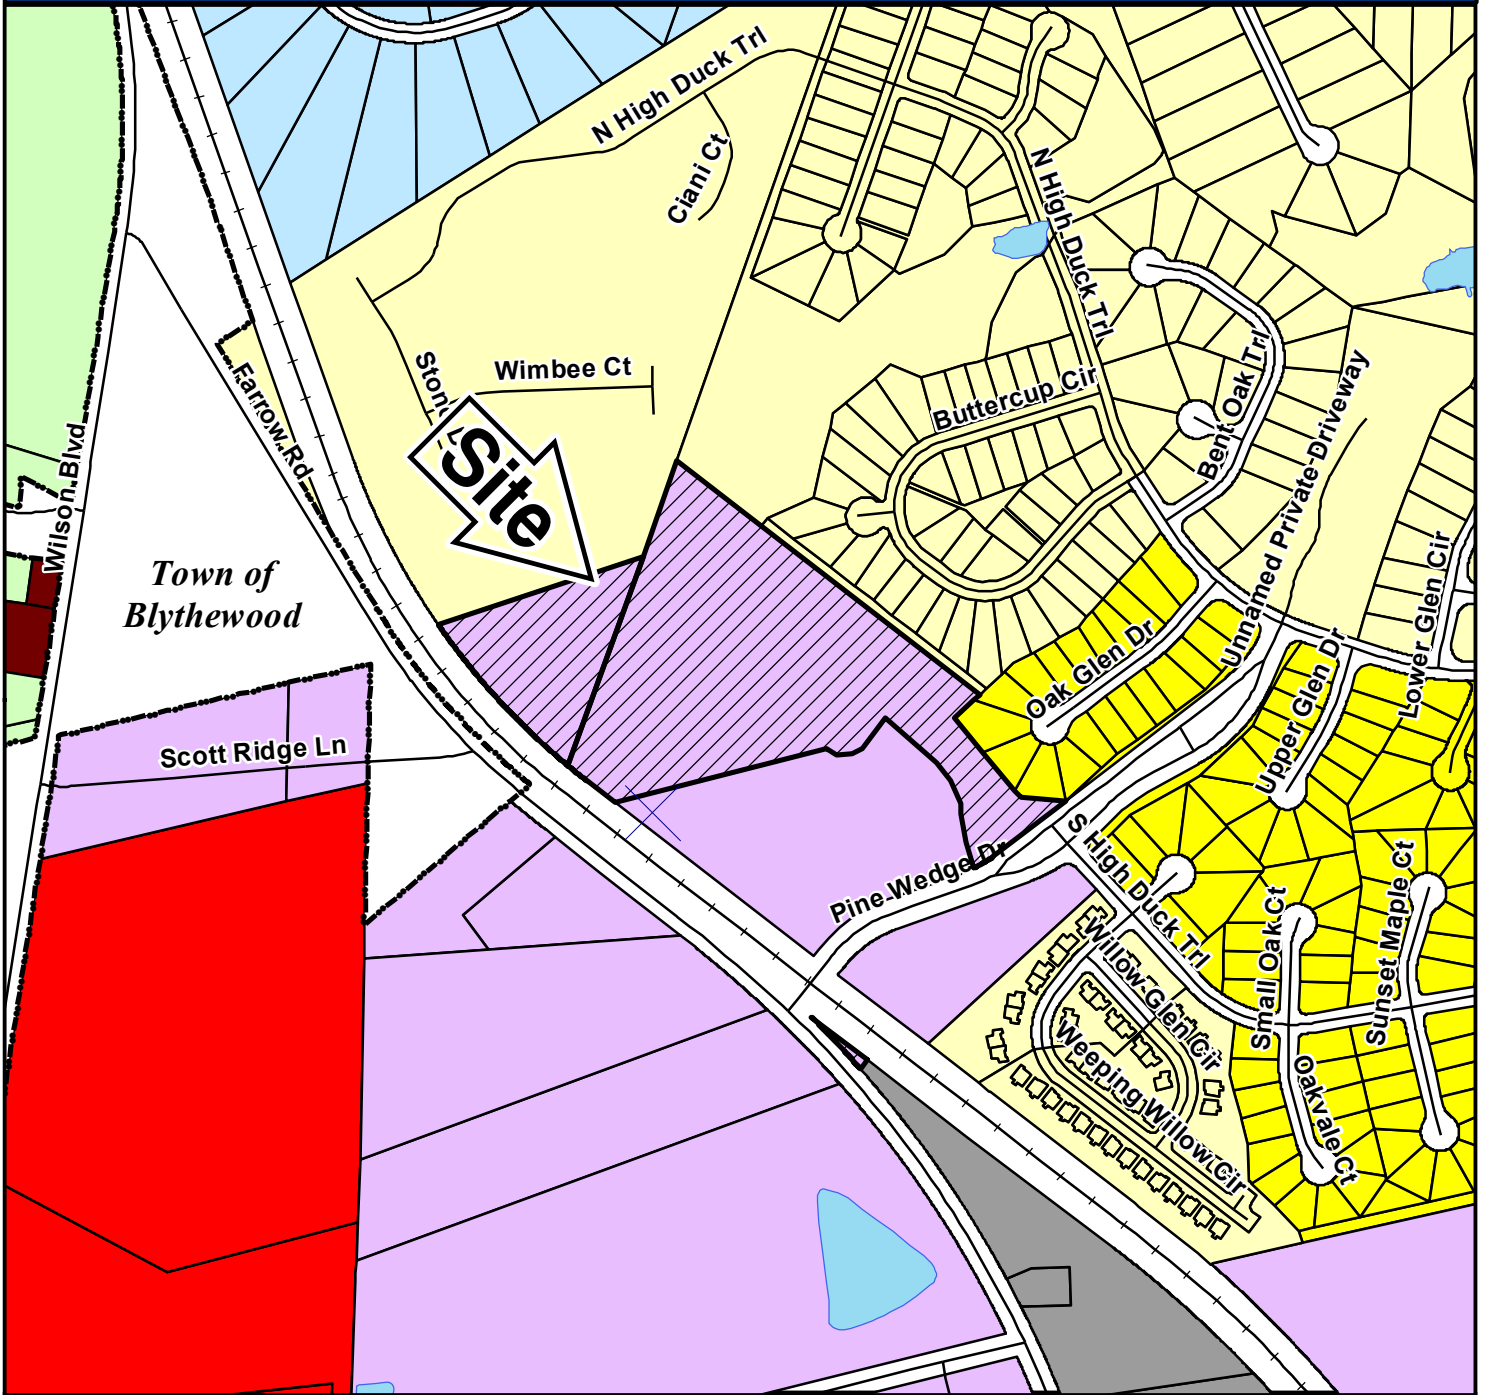 N High Duck Trl
Ciani Ct
N High Duck Trl
Wimbee Ct
Farrow Rd
Buttercup Cir
Bent Oak Trl
Unnamed Private Driveway
Wilson Blvd
Site
Town of
Blythewood
Lower Glen Cir
Oak Glen Dr
Upper Glen Dr
Scott Ridge Ln
Pine Wedge Dr
S High Duck Trl
Willow Glen Cir
Small Oak Ct
Sunset Maple Ct
Weeping Willow Cir
Oakvale Ct